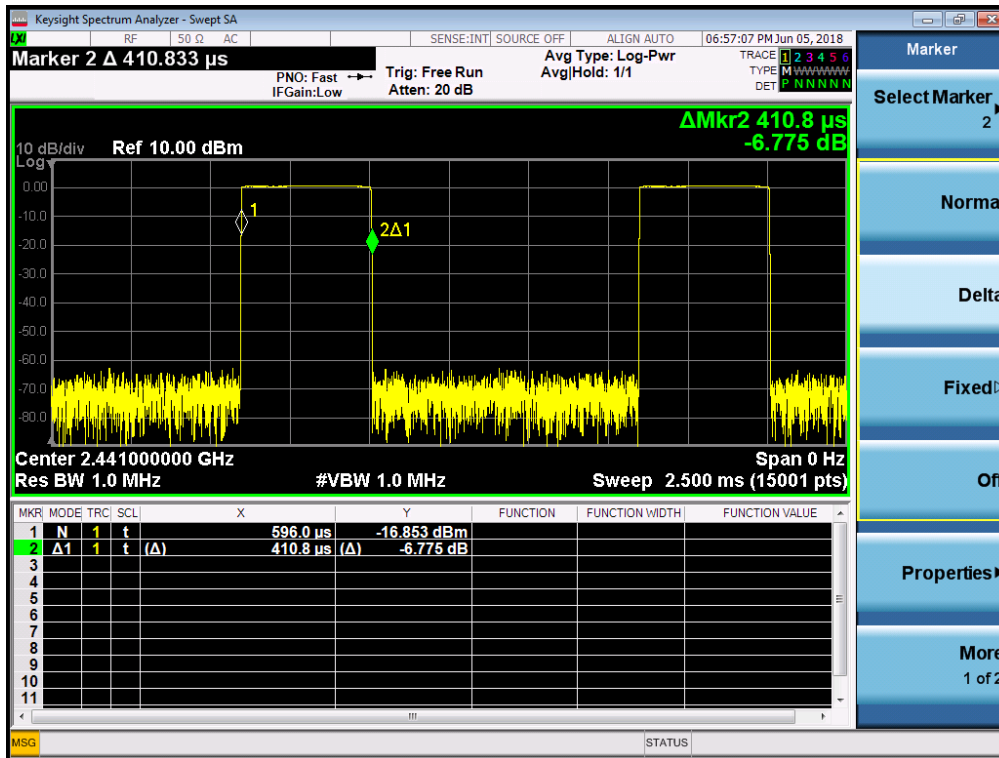 Keysight Spectrum Analyzer - Swept SA
LXI RF 50 Ω AC SENSE:INT SOURCE OFF ALIGN AUTO 06:57:07 PM Jun 05, 2018
Marker 2 Δ 410.833 µs
PNO: Fast
IFGain:Low
Trig: Free Run
Atten: 20 dB
Avg Type: Log-Pwr
Avg|Hold: 1/1
TRACE 1 2 3 4 5 6
TYPE M WWWWW
DET P N N N N N
ΔMkr2 410.8 µs
-6.775 dB
10 dB/div Ref 10.00 dBm
Log
0.00
-10.0
-20.0
-30.0
-40.0
-50.0
-60.0
-70.0
-80.0
1
2Δ1
Center 2.441000000 GHz Span 0 Hz
Res BW 1.0 MHz #VBW 1.0 MHz Sweep 2.500 ms (15001 pts)
MKR MODE TRC SCL X Y FUNCTION FUNCTION WIDTH FUNCTION VALUE
1 N 1 t 596.0 µs -16.853 dBm
2 Δ1 1 t (Δ) 410.8 µs (Δ) -6.775 dB
3
4
5
6
7
8
9
10
11
MSG STATUS
Marker
Select Marker
2
Norma
Delta
Fixed
Of
Properties
More
1 of 2